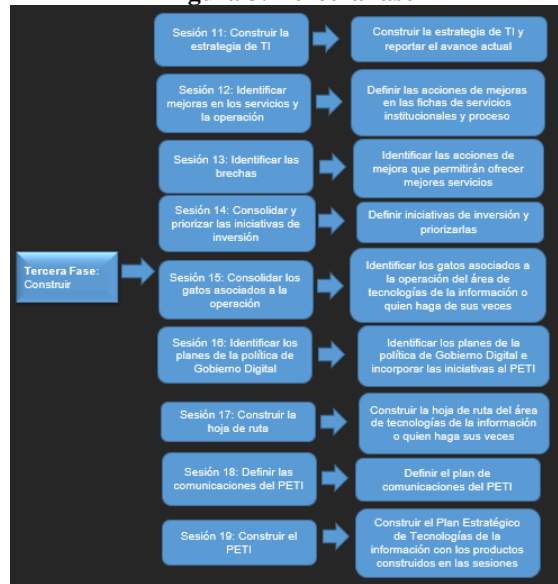 Sesión 11: Construir la
estrategia de TI
Construir la estrategia de TI y
reportar el avance actual
Sesión 12: Identificar
mejoras en los servicios y
la operación
Definir las acciones de mejoras
en las fichas de servicios
institucionales y proceso
Sesión 13: Identificar las
brechas
Identificar las acciones de
mejora que permitirán ofrecer
mejores servicios
Sesión 14: Consolidar y
priorizar las iniciativas de
inversión
Definir iniciativas de inversión y
priorizarlas
Tercera Fase:
Construir
Sesión 15: Consolidar los
gatos asociados a la
operación
Identificar los gatos asociados a
la operación del área de
tecnologías de la información o
quien haga de sus veces
Sesión 16: Identificar los
planes de la política de
Gobierno Digital
Identificar los planes de la
política de Gobierno Digital e
incorporar las iniciativas al PETI
Sesión 17: Construir la
hoja de ruta
Construir la hoja de ruta del área
de tecnologías de la información
o quien haga sus veces
Sesión 18: Definir las
comunicaciones del PETI
Definir el plan de
comunicaciones del PETI
Sesión 19: Construir el
PETI
Construir el Plan Estratégico
de Tecnologías de la
información con los productos
construidos en las sesiones